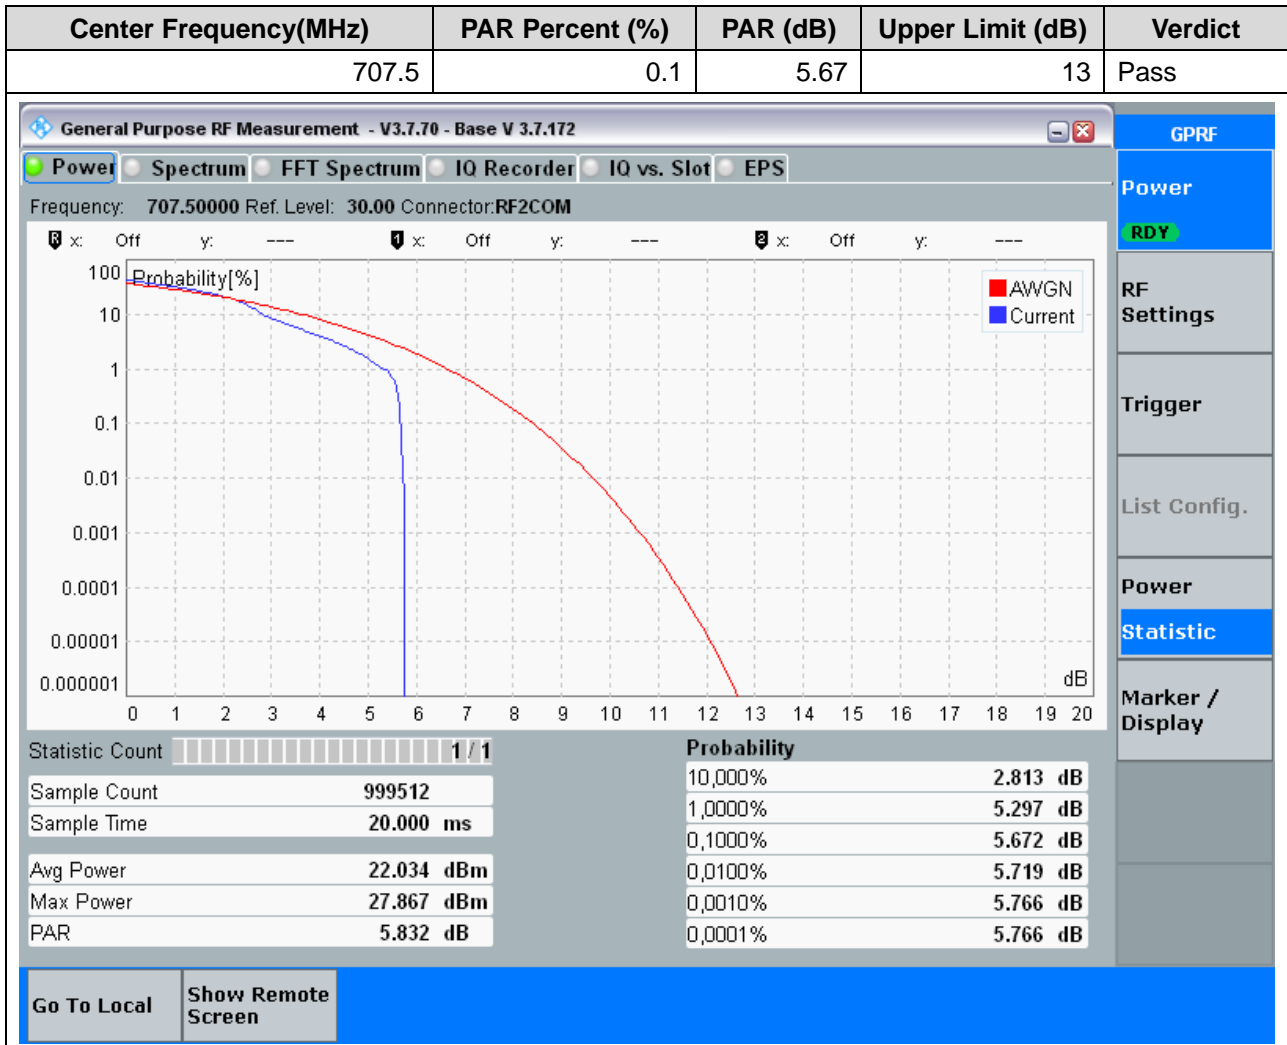 Center Frequency(MHz) PAR Percent (%) PAR (dB) Upper Limit (dB) Verdict
707.5 0.1 5.67 13 Pass
General Purpose RF Measurement - V3.7.70 - Base V 3.7.172
GPRF
Power Spectrum FFT Spectrum IQ Recorder IQ vs. Slot EPS
Power
RDY
Frequency: 707.50000 Ref. Level: 30.00 Connector:RF2COM
R x: Off y: --- 1 x: Off y: --- 2 x: Off y: ---
Probability[%]
100
10
1
0.1
0.01
0.001
0.0001
0.00001
0.000001
AWGN
Current
dB
0 1 2 3 4 5 6 7 8 9 10 11 12 13 14 15 16 17 18 19 20
RF
Settings
Trigger
List Config.
Power
Statistic
Marker /
Display
Statistic Count 1 / 1
Sample Count 999512
Sample Time 20.000 ms
Avg Power 22.034 dBm
Max Power 27.867 dBm
PAR 5.832 dB
Probability
10,000% 2.813 dB
1,0000% 5.297 dB
0,1000% 5.672 dB
0,0100% 5.719 dB
0,0010% 5.766 dB
0,0001% 5.766 dB
Go To Local
Show Remote
Screen